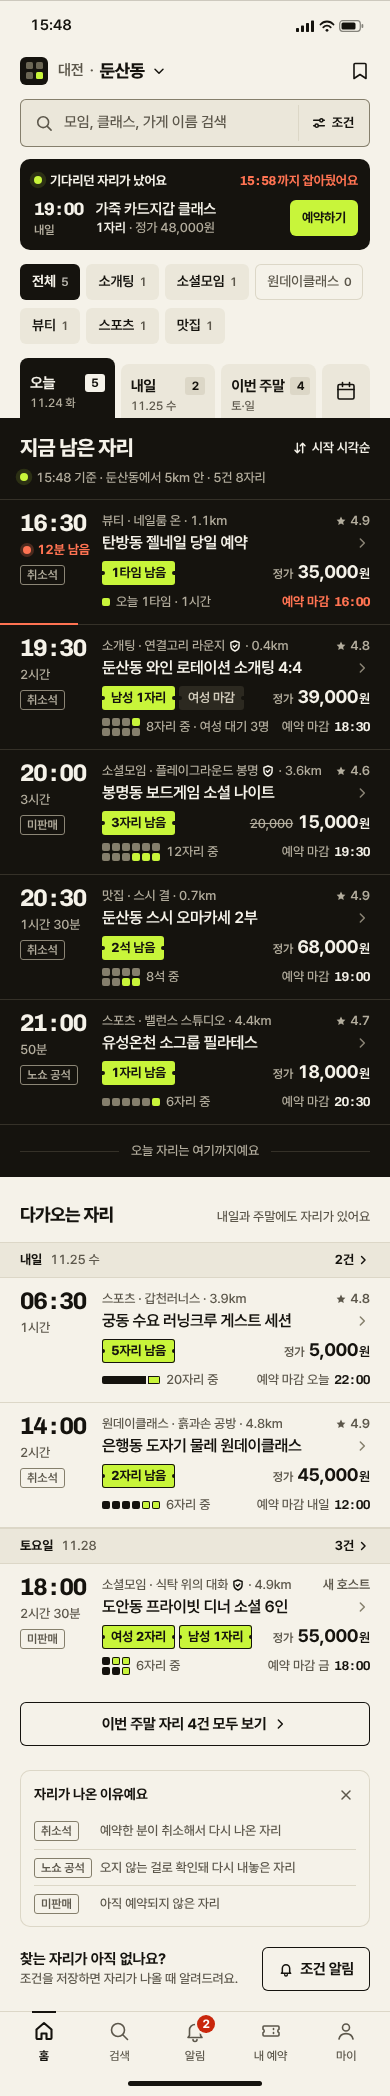 15:48
대전 · 둔산동
모임, 클래스, 가게 이름 검색
조건
기다리던 자리가 났어요
15:58까지 잡아뒀어요
19:00 가죽 카드지갑 클래스
내일 1자리 · 정가 48,000원
예약하기
전체 5 소개팅 1 소셜모임 1 원데이클래스 0
뷰티 1 스포츠 1 맛집 1
오늘 5 내일 2 이번 주말 4
11.24 화 11.25 수 토·일
지금 남은 자리
시작 시각순
15:48 기준 · 둔산동에서 5km 안 · 5건 8자리
16:30 뷰티 · 네일룸 온 · 1.1km ★ 4.9
탄방동 젤네일 당일 예약
12분 남음
취소석 1타임 남음 정가 35,000원
오늘 1타임 · 1시간 예약 마감 16:00
19:30 소개팅 · 연결고리 라운지 · 0.4km ★ 4.8
둔산동 와인 로테이션 소개팅 4:4
2시간
취소석 남성 1자리 여성 마감 정가 39,000원
8자리 중 · 여성 대기 3명 예약 마감 18:30
20:00 소셜모임 · 플레이그라운드 봉명 · 3.6km ★ 4.6
봉명동 보드게임 소셜 나이트
3시간
미판매 3자리 남음 20,000 15,000원
12자리 중 예약 마감 19:30
20:30 맛집 · 스시 결 · 0.7km ★ 4.9
둔산동 스시 오마카세 2부
1시간 30분
취소석 2석 남음 정가 68,000원
8석 중 예약 마감 19:00
21:00 스포츠 · 밸런스 스튜디오 · 4.4km ★ 4.7
유성온천 소그룹 필라테스
50분
노쇼 공석 1자리 남음 정가 18,000원
6자리 중 예약 마감 20:30
오늘 자리는 여기까지예요
다가오는 자리
내일과 주말에도 자리가 있어요
내일 11.25 수 2건
06:30 스포츠 · 갑천러너스 · 3.9km ★ 4.8
궁동 수요 러닝크루 게스트 세션
1시간
5자리 남음 정가 5,000원
20자리 중 예약 마감 오늘 22:00
14:00 원데이클래스 · 흙과손 공방 · 4.8km ★ 4.9
은행동 도자기 물레 원데이클래스
2시간
취소석 2자리 남음 정가 45,000원
6자리 중 예약 마감 내일 12:00
토요일 11.28 3건
18:00 소셜모임 · 식탁 위의 대화 · 4.9km 새 호스트
도안동 프라이빗 디너 소셜 6인
2시간 30분
미판매 여성 2자리 남성 1자리 정가 55,000원
6자리 중 예약 마감 금 18:00
이번 주말 자리 4건 모두 보기
자리가 나온 이유예요
취소석 예약한 분이 취소해서 다시 나온 자리
노쇼 공석 오지 않는 걸로 확인돼 다시 내놓은 자리
미판매 아직 예약되지 않은 자리
찾는 자리가 아직 없나요?
조건을 저장하면 자리가 나올 때 알려드려요.
조건 알림
2
홈 검색 알림 내 예약 마이